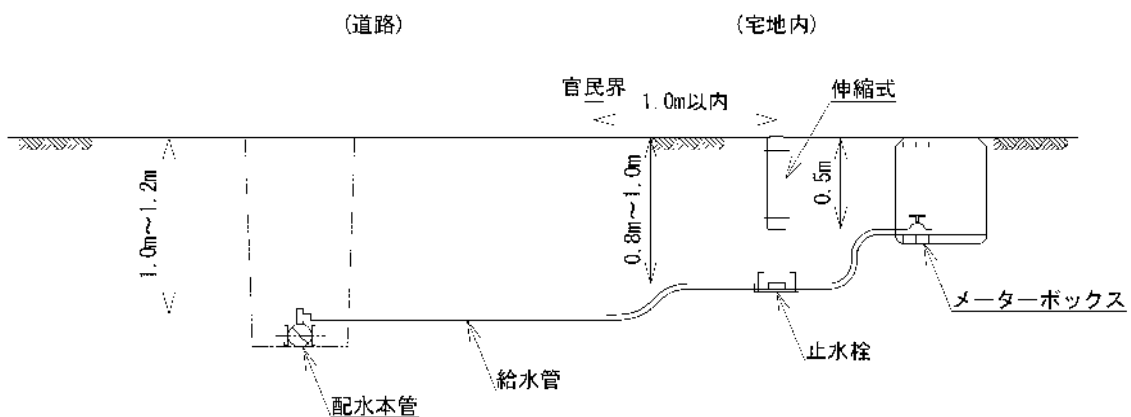 (道路)
(宅地内)
官民界
1.0m以内
伸縮式
1.0m～1.2m
0.8m～1.0m
0.5m
メーターボックス
止水栓
給水管
配水本管